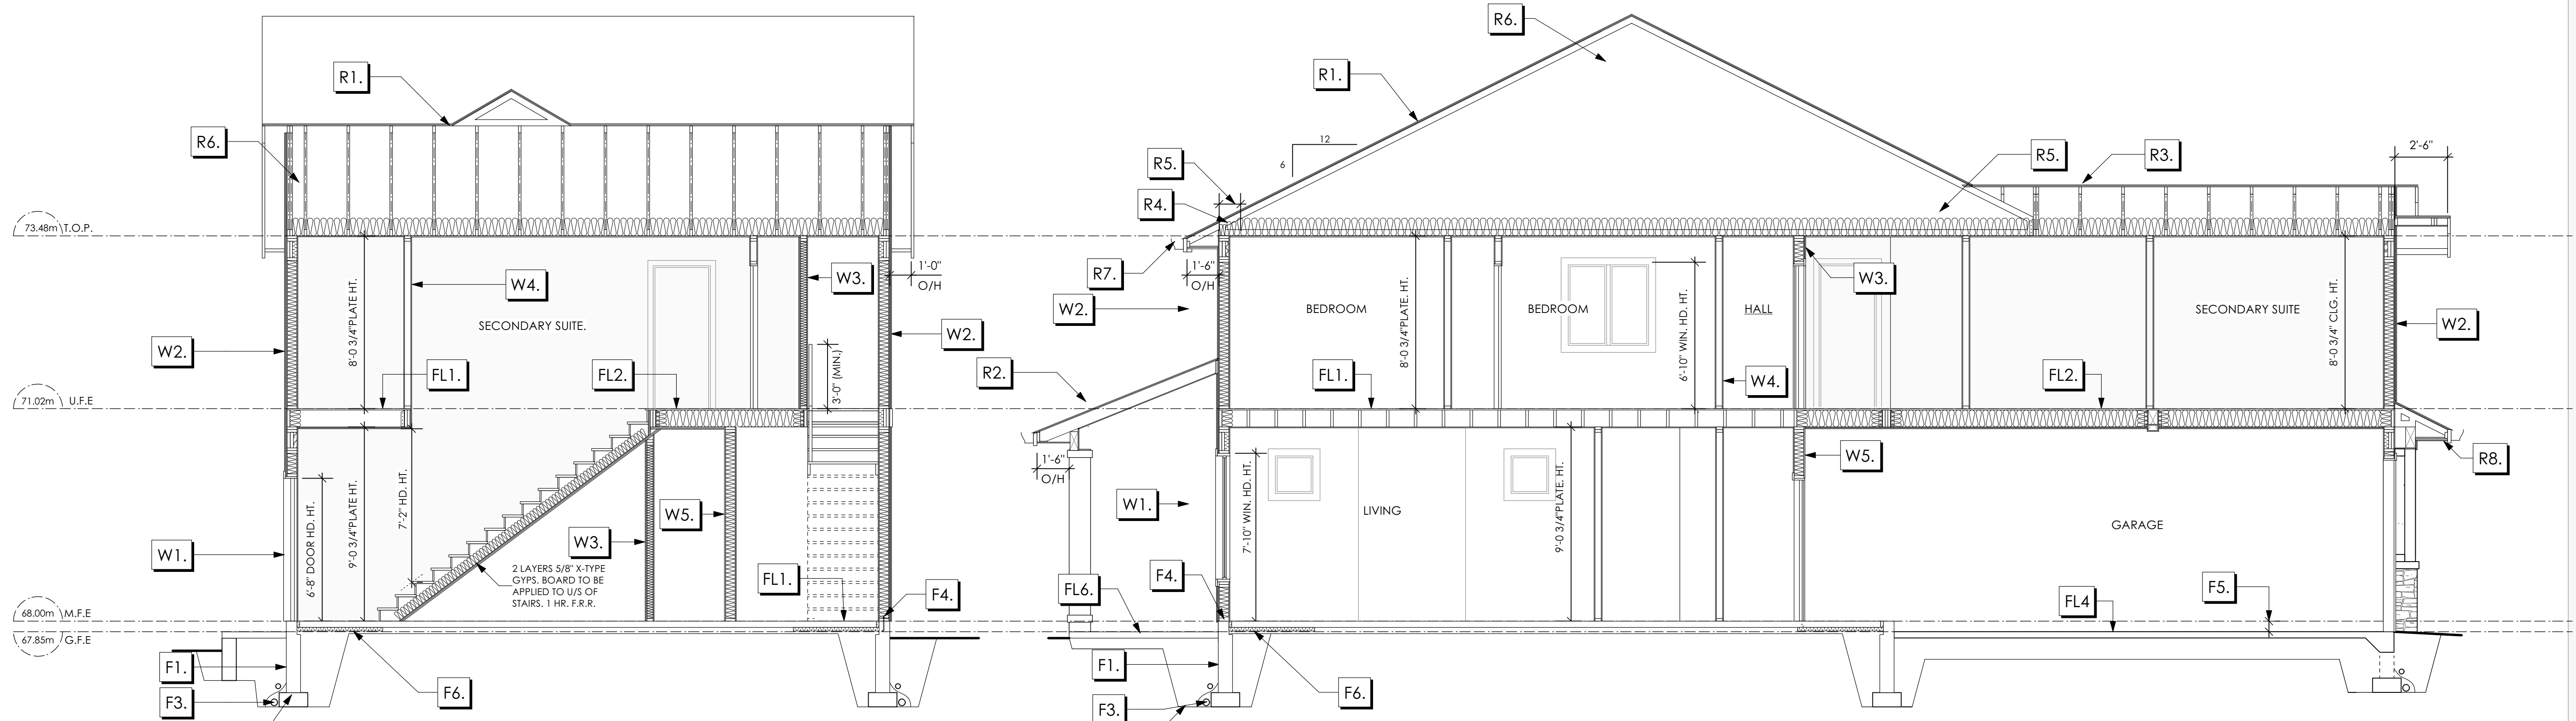 R6.
R1.
R1.
12
6
2'-6"
R6.
R5.
R5.
R3.
R4.
73.48m
T.O.P.
R7.
1'-0"
O/H
1'-6"
O/H
W4.
W3.
W3.
8'-0 3/4"PLATE HT.
SECONDARY SUITE.
W2.
W2.
W2.
BEDROOM
8'-0 3/4"PLATE. HT.
BEDROOM
6'-10" WIN. HD. HT.
HALL
SECONDARY SUITE
8'-0 3/4" CLG. HT.
W2.
3'-0" (MIN.)
FL1.
FL2.
R2.
FL1.
W4.
FL2.
71.02m
U.F.E
1'-6"
O/H
W5.
R8.
6'-8" DOOR HD. HT.
9'-0 3/4"PLATE HT.
7'-2" HD. HT.
W5.
W3.
W1.
W1.
7'-10" WIN. HD. HT.
LIVING
9'-0 3/4"PLATE. HT.
GARAGE
2 LAYERS 5/8" X-TYPE
GYPS. BOARD TO BE
APPLIED TO U/S OF
STAIRS. 1 HR. F.R.R.
FL1.
F4.
F4.
FL6.
F5.
FL4
68.00m
M.F.E
67.85m
G.F.E
F1.
F1.
F3.
F6.
F6.
F3.